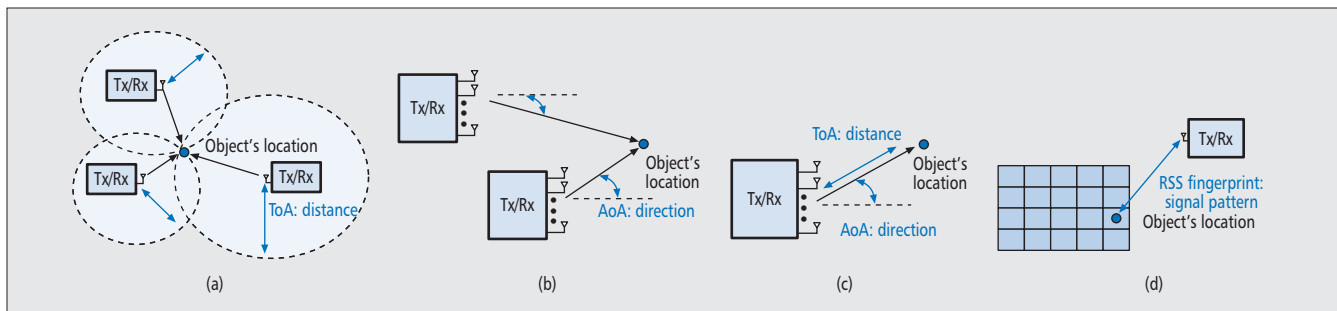 Tx/Rx
Object's location
Tx/Rx
Tx/Rx
ToA: distance
(a)
Tx/Rx
Object's
location
Tx/Rx
AoA: direction
(b)
ToA: distance
Tx/Rx
Object's
location
AoA: direction
(c)
Tx/Rx
RSS fingerprint:
signal pattern
Object's location
(d)